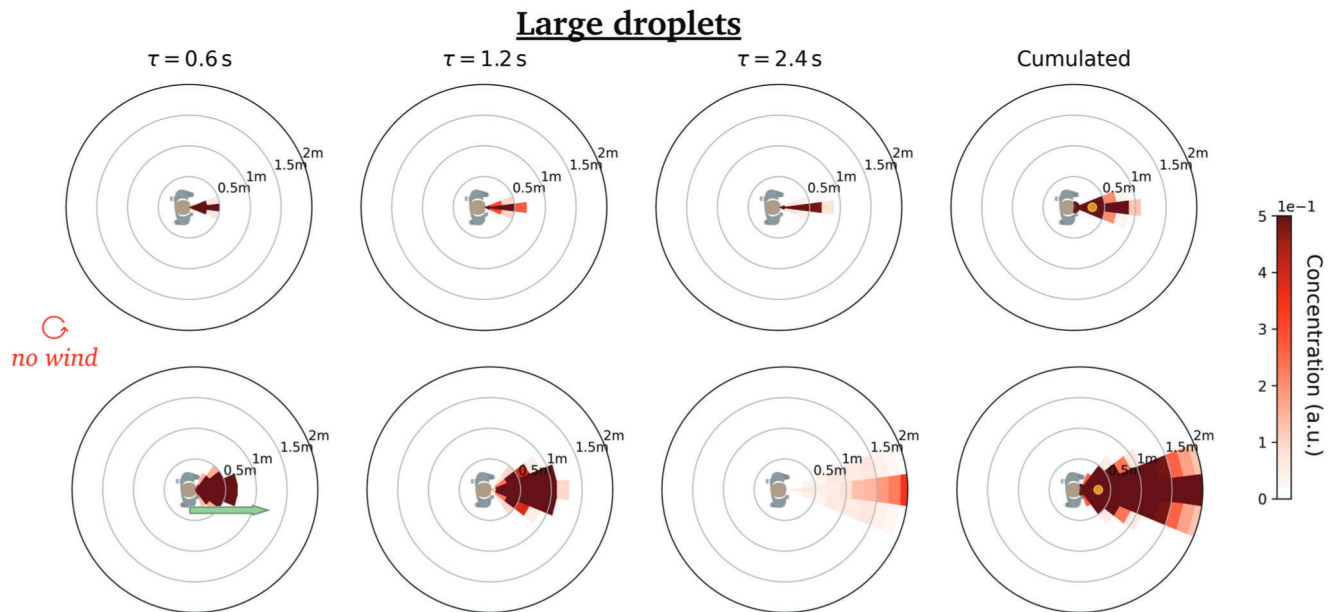 Large droplets
τ = 0.6 s
τ = 1.2 s
τ = 2.4 s
Cumulated
0.5m
1m
1.5m
2m
0.5m
1m
1.5m
2m
0.5m
1m
1.5m
2m
0.5m
1m
1.5m
2m
no wind
0.5m
1m
1.5m
2m
0.5m
1m
1.5m
2m
0.5m
1m
1.5m
2m
0.5m
1m
1.5m
2m
1e−1
5
4
3
2
1
0
Concentration (a.u.)